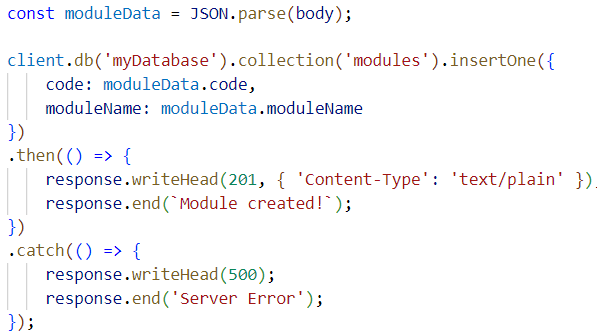 const moduleData = JSON.parse(body);
client.db('myDatabase').collection('modules').insertOne({
code: moduleData.code,
moduleName: moduleData.moduleName
})
.then(() => {
response.writeHead(201, { 'Content-Type': 'text/plain' })
response.end(`Module created!`);
})
.catch(() => {
response.writeHead(500);
response.end('Server Error');
});